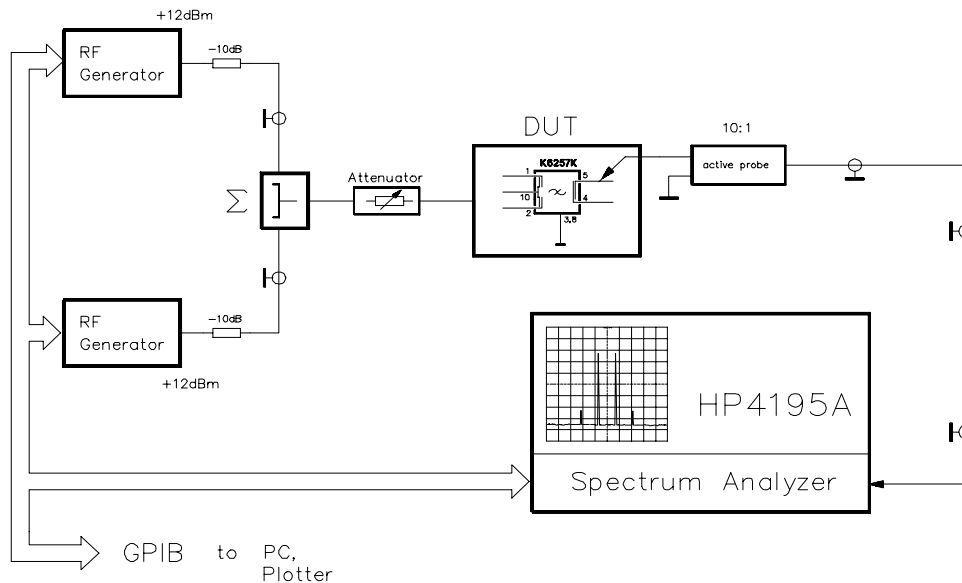 +12dBm
RF
Generator
-10dB
Σ
Attenuator
DUT
K6257K
1
5
10
2
4
3,8
10:1
active probe
RF
Generator
-10dB
+12dBm
HP4195A
Spectrum Analyzer
GPIB to PC,
Plotter